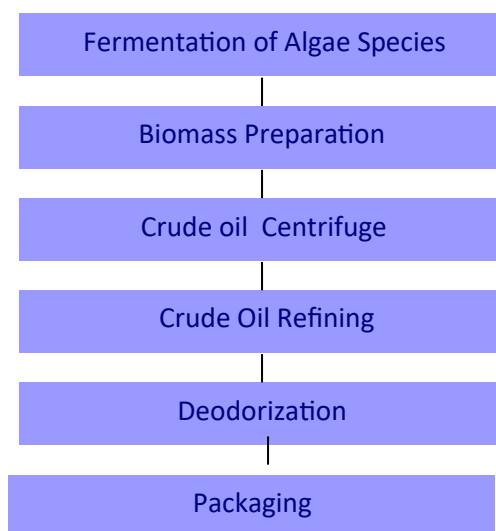 Fermentation of Algae Species
Biomass Preparation
Crude oil  Centrifuge
Crude Oil Refining
Deodorization
Packaging